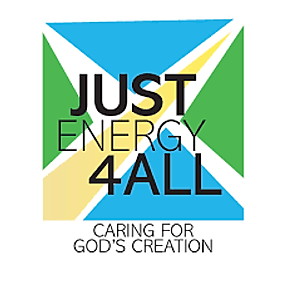 JUST
ENERGY
4ALL
CARING FOR
GOD'S CREATION